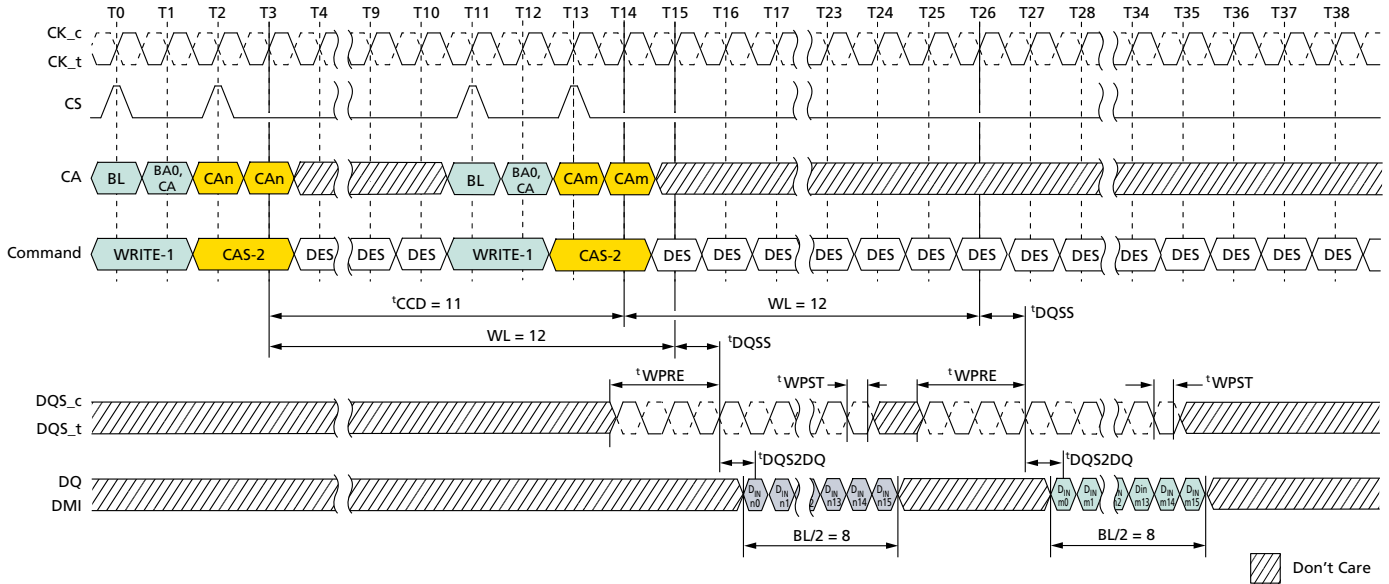 T0 T1 T2 T3 T4 T9 T10 T11 T12 T13 T14 T15 T16 T17 T23 T24 T25 T26 T27 T28 T34 T35 T36 T37 T38
CK_c
CK_t
CS
CA BL BA0, CA CAn CAn BL BA0, CA CAm CAm
Command WRITE-1 CAS-2 DES DES DES WRITE-1 CAS-2 DES DES DES DES DES DES DES DES DES DES DES DES DES DES
tCCD = 11 WL = 12 tDQSS
WL = 12 tDQSS
tWPRE tWPST tWPRE tWPST
DQS_c
DQS_t
tDQS2DQ tDQS2DQ
DQ
DMI
DIN n0 DIN n1 DIN n13 DIN n14 DIN n15 DIN m0 DIN m1 Din m13 DIN m14 DIN m15
BL/2 = 8 BL/2 = 8
Don't Care